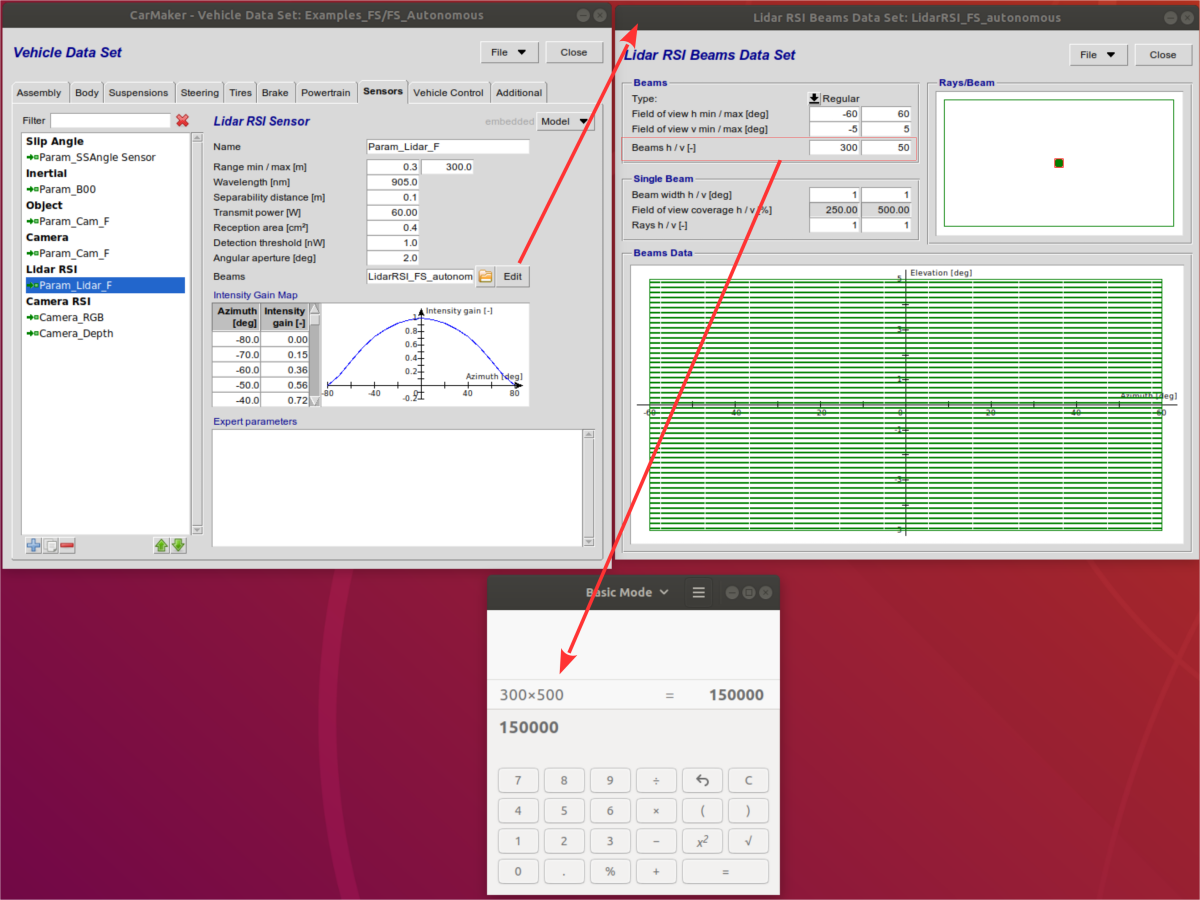 CarMaker - Vehicle Data Set: Examples_FS/FS_Autonomous
Vehicle Data Set
File
Close
Assembly Body Suspensions Steering Tires Brake Powertrain Sensors Vehicle Control Additional
Filter
Slip Angle
Param_SSAngle Sensor
Inertial
Param_B00
Object
Param_Cam_F
Camera
Param_Cam_F
Lidar RSI
Param_Lidar_F
Camera RSI
Camera_RGB
Camera_Depth
Lidar RSI Sensor
embedded Model
Name Param_Lidar_F
Range min / max [m] 0.3 300.0
Wavelength [nm] 905.0
Separability distance [m] 0.1
Transmit power [W] 60.00
Reception area [cm²] 0.4
Detection threshold [nW] 1.0
Angular aperture [deg] 2.0
Beams LidarRSI_FS_autonom Edit
Intensity Gain Map
Azimuth [deg] Intensity gain [-]
-80.0 0.00
-70.0 0.15
-60.0 0.36
-50.0 0.56
-40.0 0.72
Intensity gain [-]
1
0.8
0.6
0.4
0.2
Azimuth [deg]
-80 -40 0 40 80
-0.2
Expert parameters
Lidar RSI Beams Data Set: LidarRSI_FS_autonomous
Lidar RSI Beams Data Set
File
Close
Beams
Type: Regular
Field of view h min / max [deg] -60 60
Field of view v min / max [deg] -5 5
Beams h / v [-] 300 50
Single Beam
Beam width h / v [deg] 1 1
Field of view coverage h / v [%] 250.00 500.00
Rays h / v [-] 1 1
Rays/Beam
Beams Data
Elevation [deg]
5
3
1
Azimuth [deg]
-60 -40 -20 0 20 40 60
-1
-3
-5
Basic Mode
300×500 = 150000
150000
7 8 9 ÷ C
4 5 6 × ( )
1 2 3 − x² √
0 . % + =